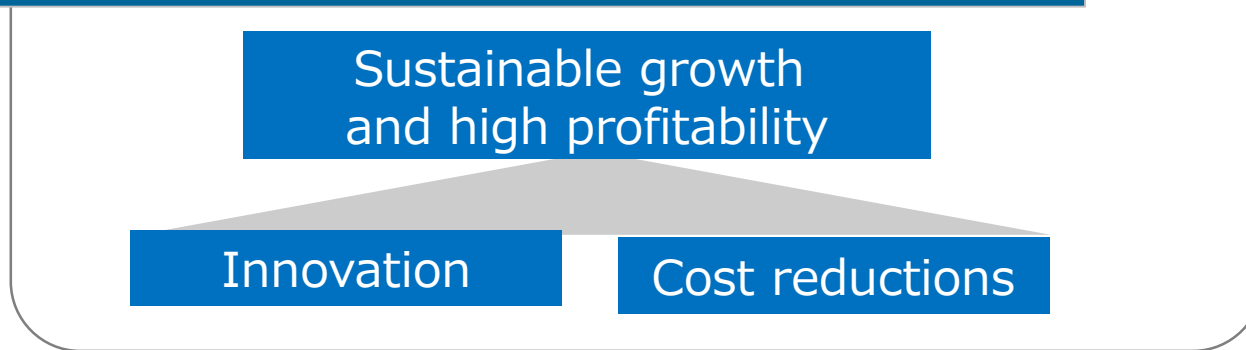 Sustainable growth
and high profitability
Innovation
Cost reductions